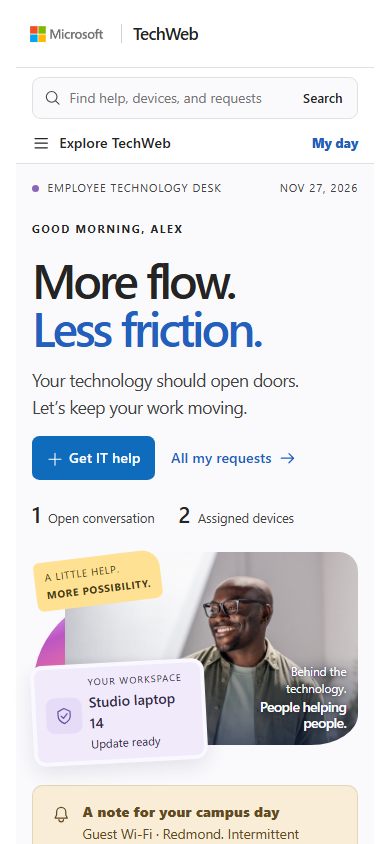 Microsoft TechWeb
Find help, devices, and requests Search
Explore TechWeb My day
EMPLOYEE TECHNOLOGY DESK NOV 27, 2026
GOOD MORNING, ALEX
More flow.
Less friction.
Your technology should open doors.
Let’s keep your work moving.
Get IT help All my requests
1 Open conversation 2 Assigned devices
A LITTLE HELP.
MORE POSSIBILITY.
YOUR WORKSPACE
Studio laptop
14
Update ready
Behind the
technology.
People helping
people.
A note for your campus day
Guest Wi-Fi · Redmond. Intermittent